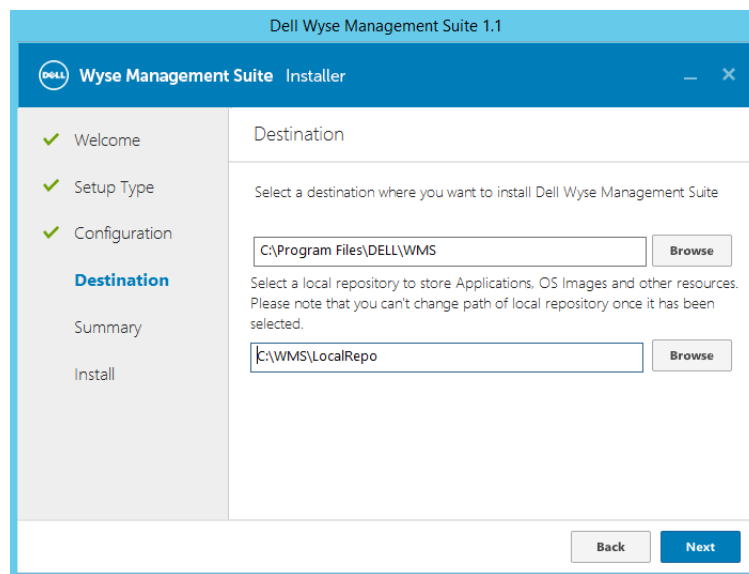 Dell Wyse Management Suite 1.1
DELL Wyse Management Suite Installer
Welcome
Setup Type
Configuration
Destination
Summary
Install
Destination
Select a destination where you want to install Dell Wyse Management Suite
C:\Program Files\DELL\WMS
Browse
Select a local repository to store Applications, OS Images and other resources.
Please note that you can't change path of local repository once it has been
selected.
C:\WMS\LocalRepo
Browse
Back
Next